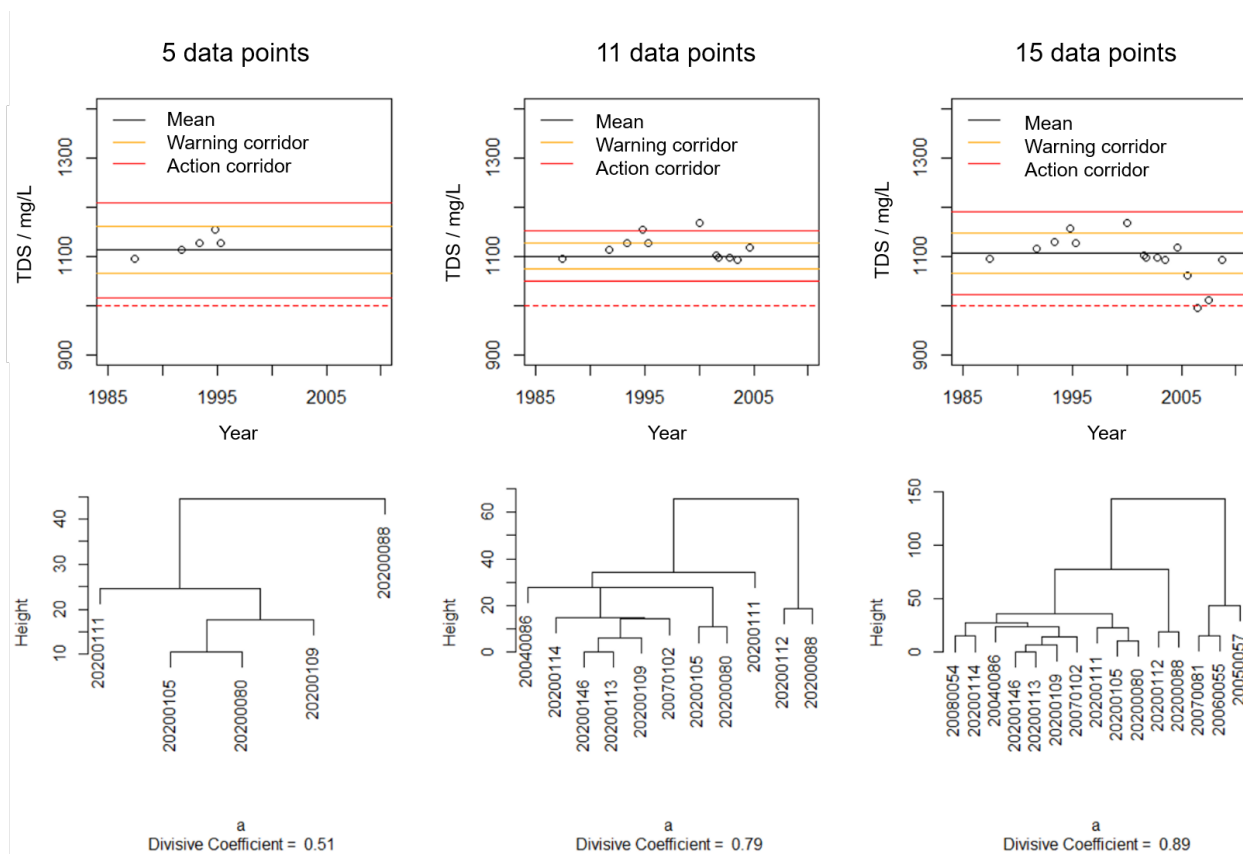 5 data points
11 data points
15 data points
Mean
Warning corridor
Action corridor
TDS / mg/L
1300
1100
900
1985
1995
2005
Year
Mean
Warning corridor
Action corridor
TDS / mg/L
1300
1100
900
1985
1995
2005
Year
Mean
Warning corridor
Action corridor
TDS / mg/L
1300
1100
900
1985
1995
2005
Year
Height
40
30
20
10
20200111
20200105
20200080
20200109
20200088
a
Divisive Coefficient = 0.51
Height
60
40
20
0
20040086
20200114
20200146
20200113
20200109
20070102
20200105
20200080
20200111
20200112
20200088
a
Divisive Coefficient = 0.79
Height
150
100
50
0
20080054
20200114
20040086
20200146
20200113
20200109
20070102
20200111
20200105
20200080
20200112
20200088
20070081
20060055
20050057
a
Divisive Coefficient = 0.89